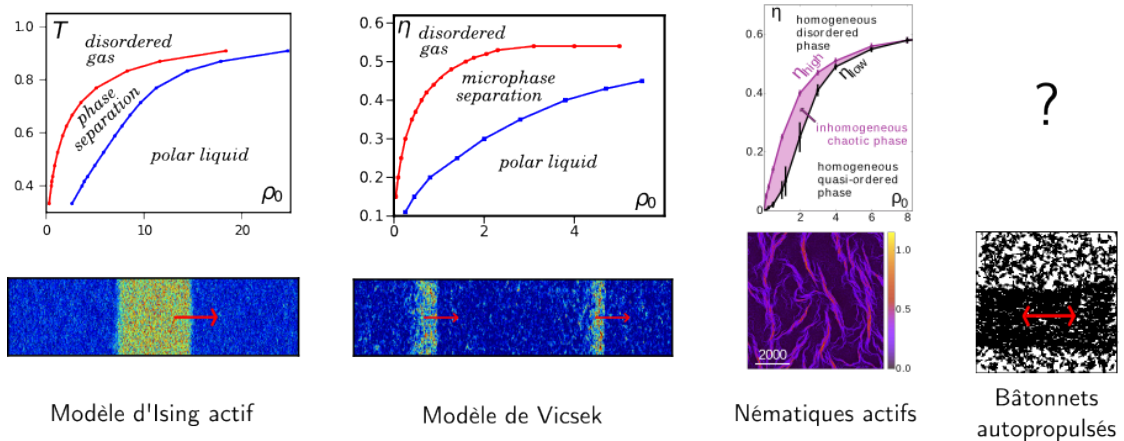 T
disordered
gas
phase
separation
polar liquid
ρ₀
1.0
0.8
0.6
0.4
0
10
20
η
disordered
gas
microphase
separation
polar liquid
ρ₀
0.6
0.5
0.4
0.3
0.2
0.1
0
2
4
η
homogeneous
disordered
phase
η_high
η_low
inhomogeneous
chaotic phase
homogeneous
quasi-ordered
phase
ρ₀
0.6
0.4
0.2
0
2
4
6
8
?
2000
1.0
0.5
0.0
Modèle d'Ising actif
Modèle de Vicsek
Nématiques actifs
Bâtonnets
autopropulsés